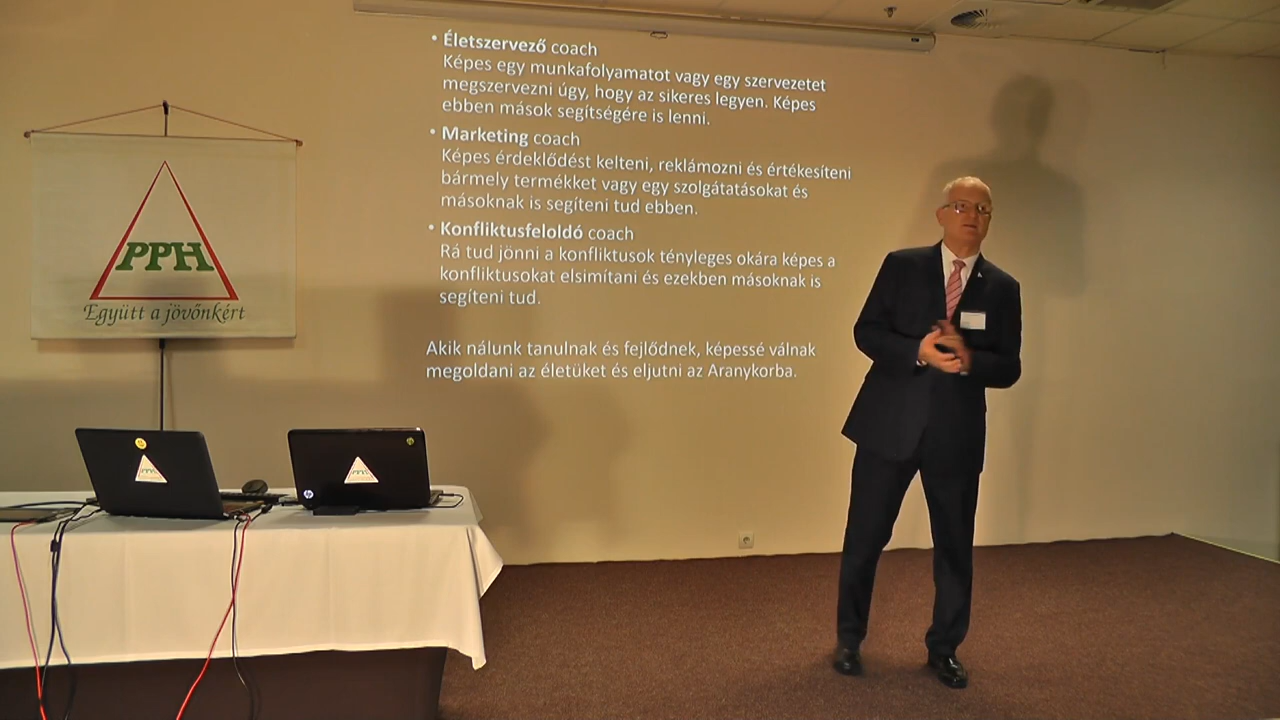 • Életszervező coach
Képes egy munkafolyamatot vagy egy szervezetet
megszervezni úgy, hogy az sikeres legyen. Képes
ebben mások segítségére is lenni.
• Marketing coach
Képes érdeklődést kelteni, reklámozni és értékesíteni
bármely termékket vagy egy szolgátatásokat és
másoknak is segíteni tud ebben.
• Konfliktusfeloldó coach
Rá tud jönni a konfliktusok tényleges okára képes a
konfliktusokat elsimítani és ezekben másoknak is
segíteni tud.
Akik nálunk tanulnak és fejlődnek, képessé válnak
megoldani az életüket és eljutni az Aranykorba.
PPH
Együtt a jövőnkért
PPH
PPH
hp